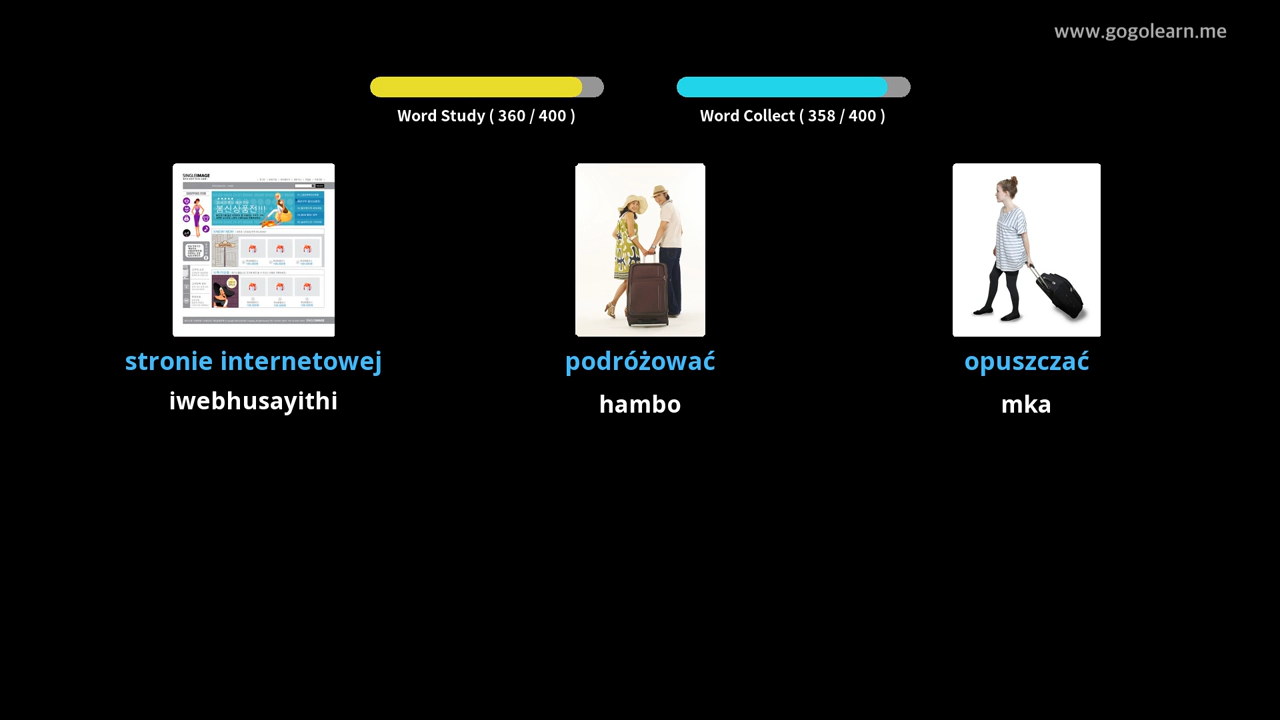 www.gogolearn.me
Word Study ( 360 / 400 )
Word Collect ( 358 / 400 )
stronie internetowej
iwebhusayithi
podróżować
hambo
opuszczać
mka